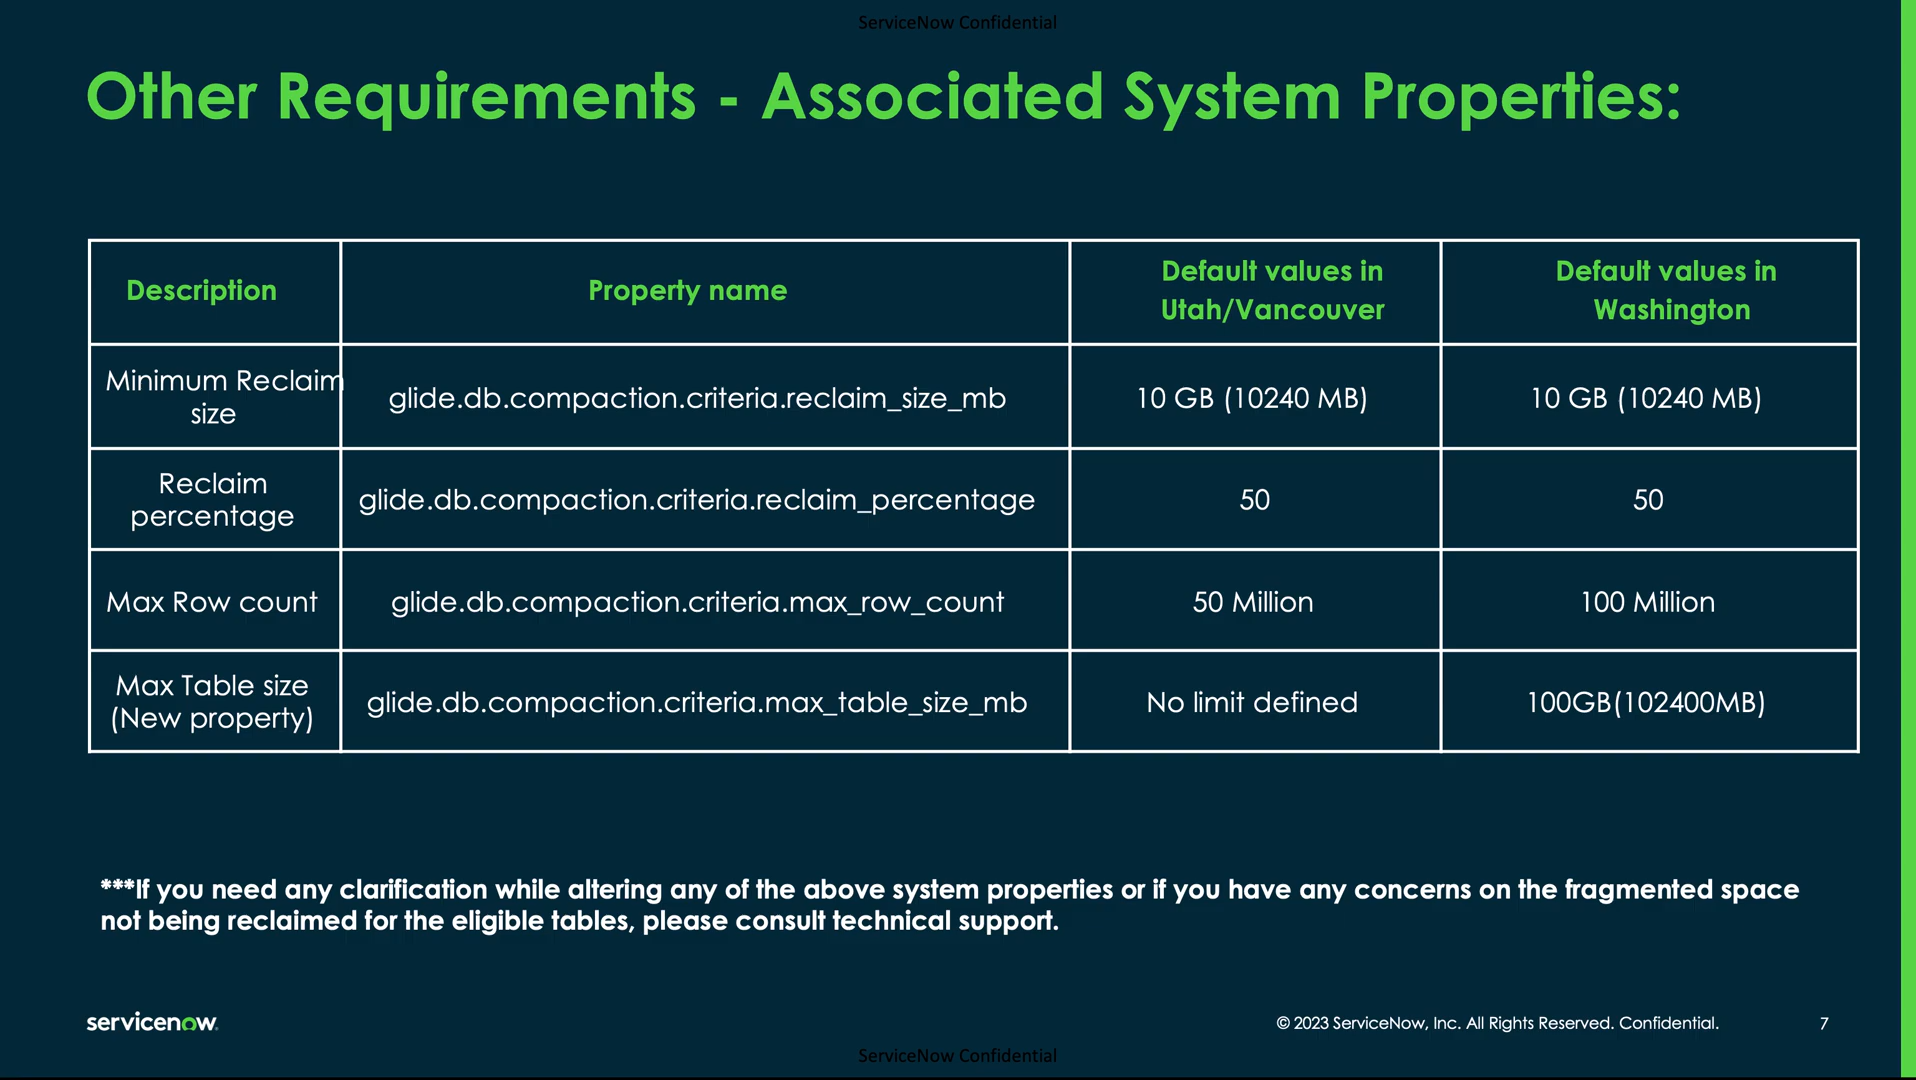 ServiceNow Confidential
Other Requirements - Associated System Properties:
Description
Property name
Default values in
Utah/Vancouver
Default values in
Washington
Minimum Reclaim
size
glide.db.compaction.criteria.reclaim_size_mb
10 GB (10240 MB)
10 GB (10240 MB)
Reclaim
percentage
glide.db.compaction.criteria.reclaim_percentage
50
50
Max Row count
glide.db.compaction.criteria.max_row_count
50 Million
100 Million
Max Table size
(New property)
glide.db.compaction.criteria.max_table_size_mb
No limit defined
100GB(102400MB)
***If you need any clarification while altering any of the above system properties or if you have any concerns on the fragmented space
not being reclaimed for the eligible tables, please consult technical support.
servicenow
© 2023 ServiceNow, Inc. All Rights Reserved. Confidential.
7
ServiceNow Confidential